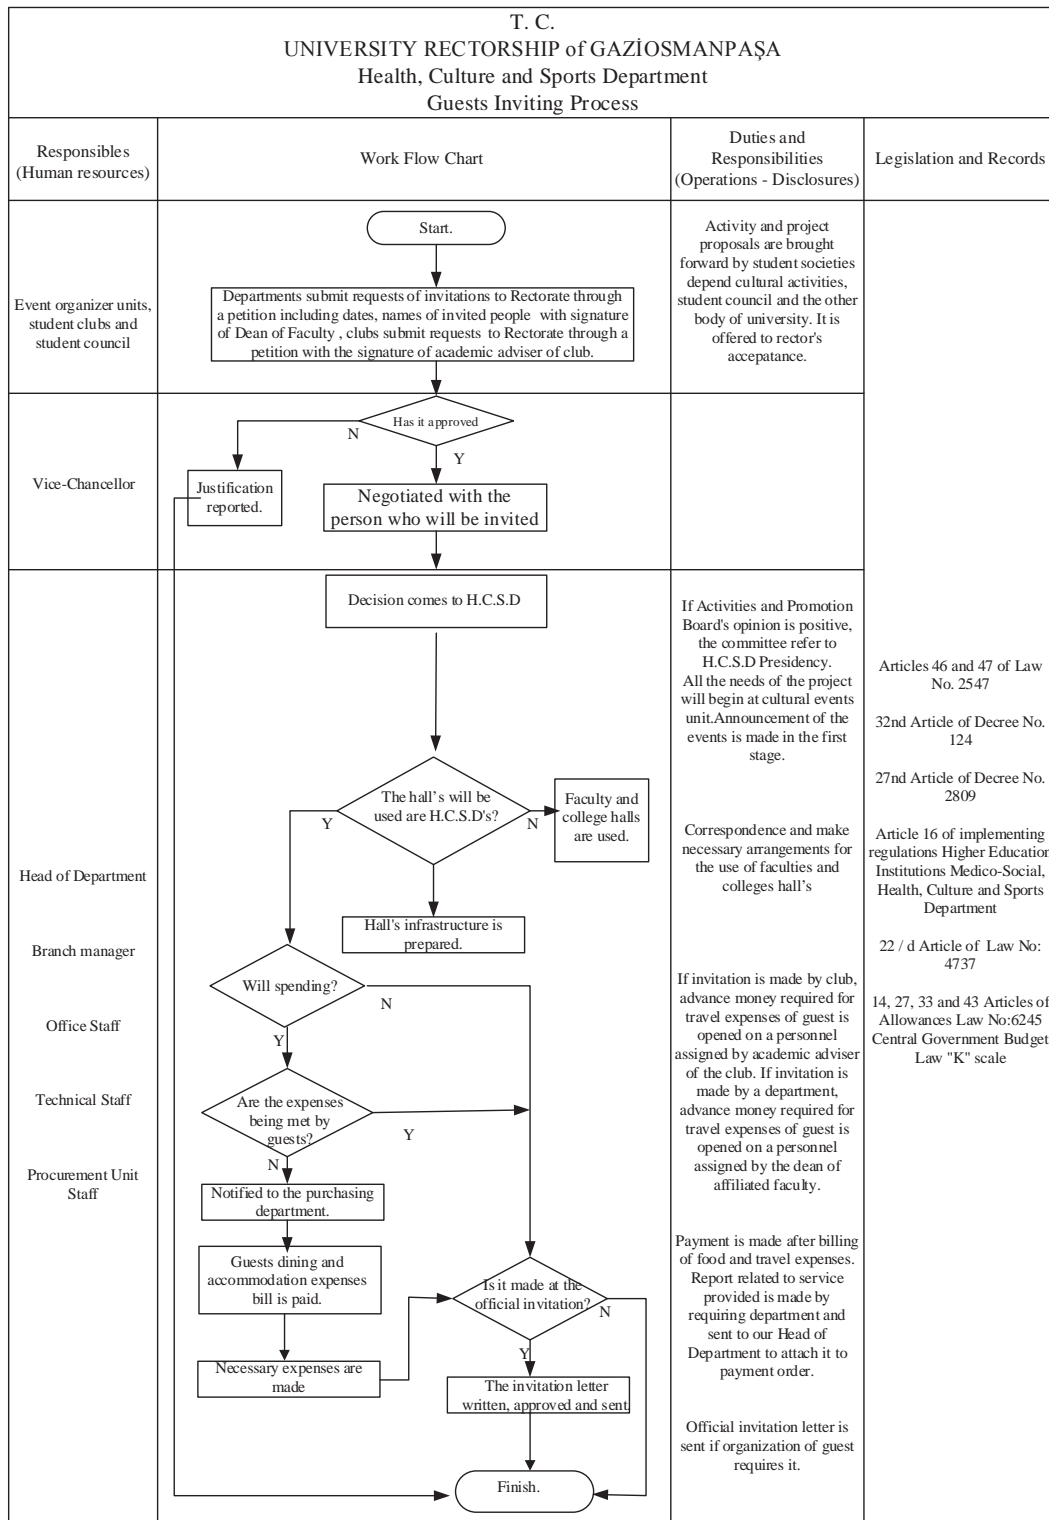 T. C.
UNIVERSITY RECTORSHIP of GAZİOSMANPAŞA
Health, Culture and Sports Department
Guests Inviting Process
Responsibles
(Human resources)
Work Flow Chart
Duties and
Responsibilities
(Operations - Disclosures)
Legislation and Records
Event organizer units,
student clubs and
student council
Start.
Departments submit requests of invitations to Rectorate through
a petition including dates, names of invited people with signature
of Dean of Faculty , clubs submit requests to Rectorate through a
petition with the signature of academic adviser of club.
Activity and project
proposals are brought
forward by student societies
depend cultural activities,
student council and the other
body of university. It is
offered to rector's
accepatance.
Vice-Chancellor
Has it approved
N
Y
Justification
reported.
Negotiated with the
person who will be invited
Head of Department
Branch manager
Office Staff
Technical Staff
Procurement Unit
Staff
Decision comes to H.C.S.D
The hall's will be
used are H.C.S.D's?
Y
N
Faculty and
college halls
are used.
Hall's infrastructure is
prepared.
Will spending?
N
Y
Are the expenses
being met by
guests?
Y
N
Notified to the purchasing
department.
Guests dining and
accommodation expenses
bill is paid.
Necessary expenses are
made
Is it made at the
official invitation?
N
Y
The invitation letter
written, approved and sent.
Finish.
If Activities and Promotion
Board's opinion is positive,
the committee refer to
H.C.S.D Presidency.
All the needs of the project
will begin at cultural events
unit.Announcement of the
events is made in the first
stage.
Correspondence and make
necessary arrangements for
the use of faculties and
colleges hall's
If invitation is made by club,
advance money required for
travel expenses of guest is
opened on a personnel
assigned by academic adviser
of the club. If invitation is
made by a department,
advance money required for
travel expenses of guest is
opened on a personnel
assigned by the dean of
affiliated faculty.
Payment is made after billing
of food and travel expenses.
Report related to service
provided is made by
requiring department and
sent to our Head of
Department to attach it to
payment order.
Official invitation letter is
sent if organization of guest
requires it.
Articles 46 and 47 of Law
No. 2547
32nd Article of Decree No.
124
27nd Article of Decree No.
2809
Article 16 of implementing
regulations Higher Education
Institutions Medico-Social,
Health, Culture and Sports
Department
22 / d Article of Law No:
4737
14, 27, 33 and 43 Articles of
Allowances Law No:6245
Central Government Budget
Law "K" scale